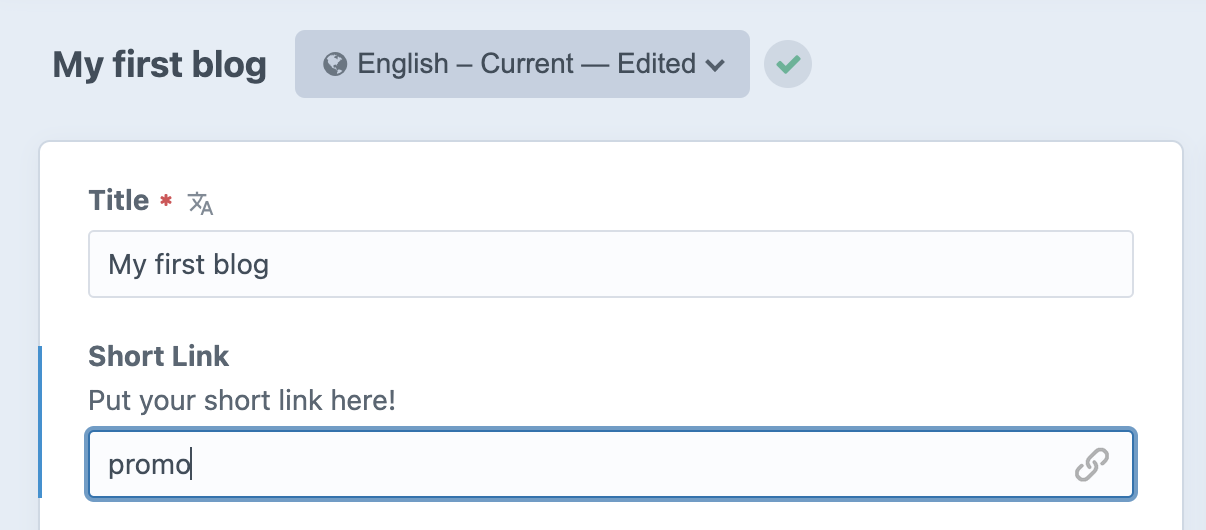 My first blog English – Current — Edited
Title *
My first blog
Short Link
Put your short link here!
promo